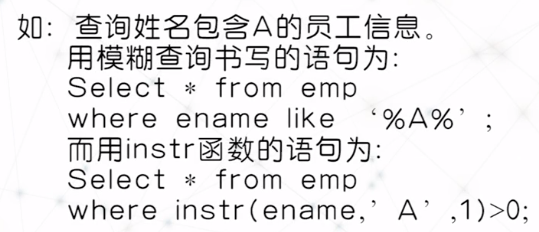 如：查询姓名包含A的员工信息。
用模糊查询书写的语句为：
Select * from emp
where ename like ‘%A%’；
而用instr函数的语句为：
Select * from emp
where instr(ename,’A’,1)>0;